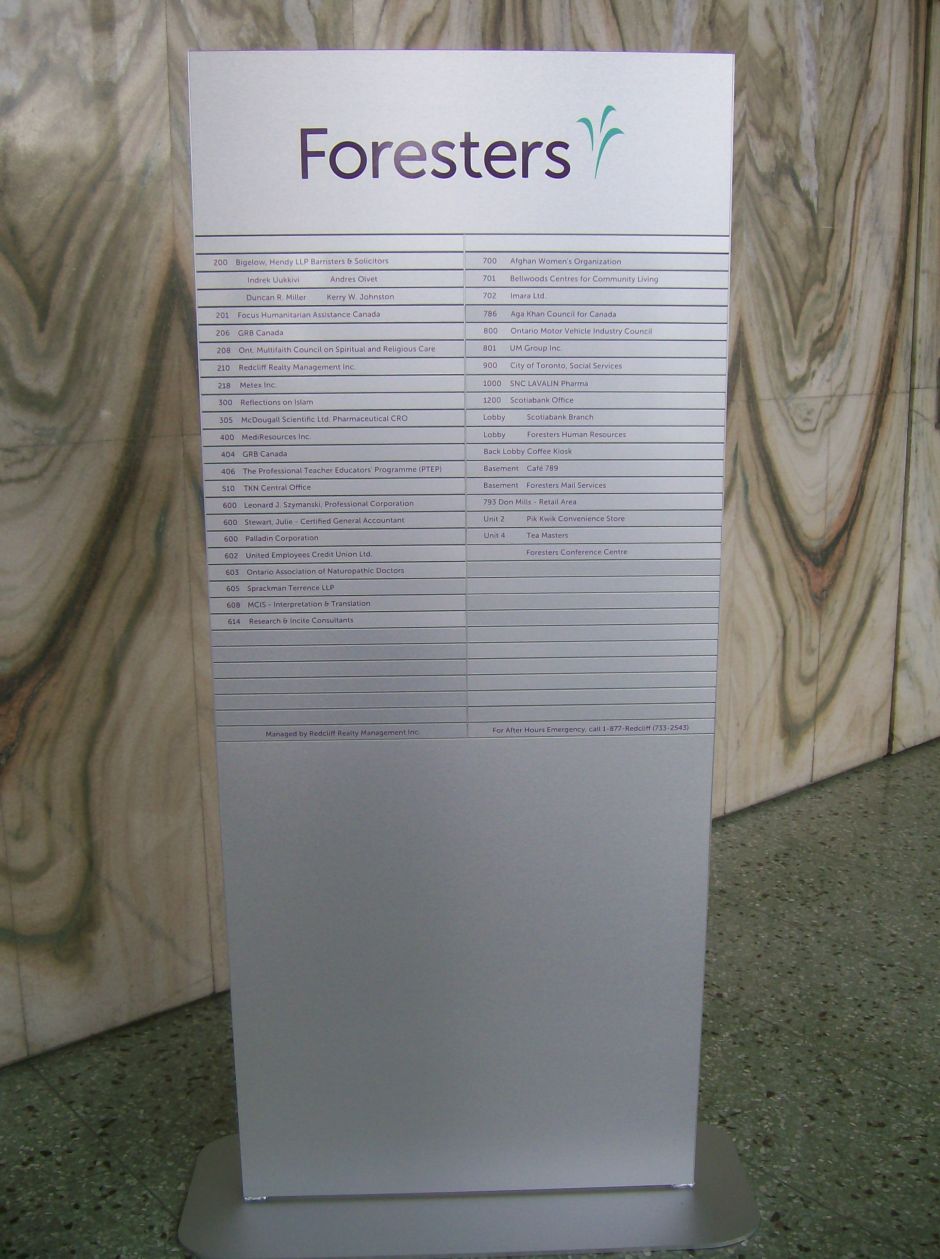 Foresters
200 Bigelow, Hendy LLP Barristers & Solicitors
Indrek Uukkivi Andres Olvet
Duncan R. Miller Kerry W. Johnston
201 Focus Humanitarian Assistance Canada
206 GRB Canada
208 Ont. Multifaith Council on Spiritual and Religious Care
210 Redcliff Realty Management Inc.
218 Metex Inc.
300 Reflections on Islam
305 McDougall Scientific Ltd. Pharmaceutical CRO
400 MediResources Inc.
404 GRB Canada
406 The Professional Teacher Educators' Programme (PTEP)
510 TKN Central Office
600 Leonard J. Szymanski, Professional Corporation
600 Stewart, Julie - Certified General Accountant
600 Palladin Corporation
602 United Employees Credit Union Ltd.
603 Ontario Association of Naturopathic Doctors
605 Sprackman Terrence LLP
608 MCIS - Interpretation & Translation
614 Research & Incite Consultants
Managed by Redcliff Realty Management Inc.
700 Afghan Women's Organization
701 Bellwoods Centres for Community Living
702 Imara Ltd.
786 Aga Khan Council for Canada
800 Ontario Motor Vehicle Industry Council
801 UM Group Inc.
900 City of Toronto, Social Services
1000 SNC LAVALIN Pharma
1200 Scotiabank Office
Lobby Scotiabank Branch
Lobby Foresters Human Resources
Back Lobby Coffee Kiosk
Basement Café 789
Basement Foresters Mail Services
793 Don Mills - Retail Area
Unit 2 Pik Kwik Convenience Store
Unit 4 Tea Masters
Foresters Conference Centre
For After Hours Emergency, call 1-877-Redcliff (733-2543)